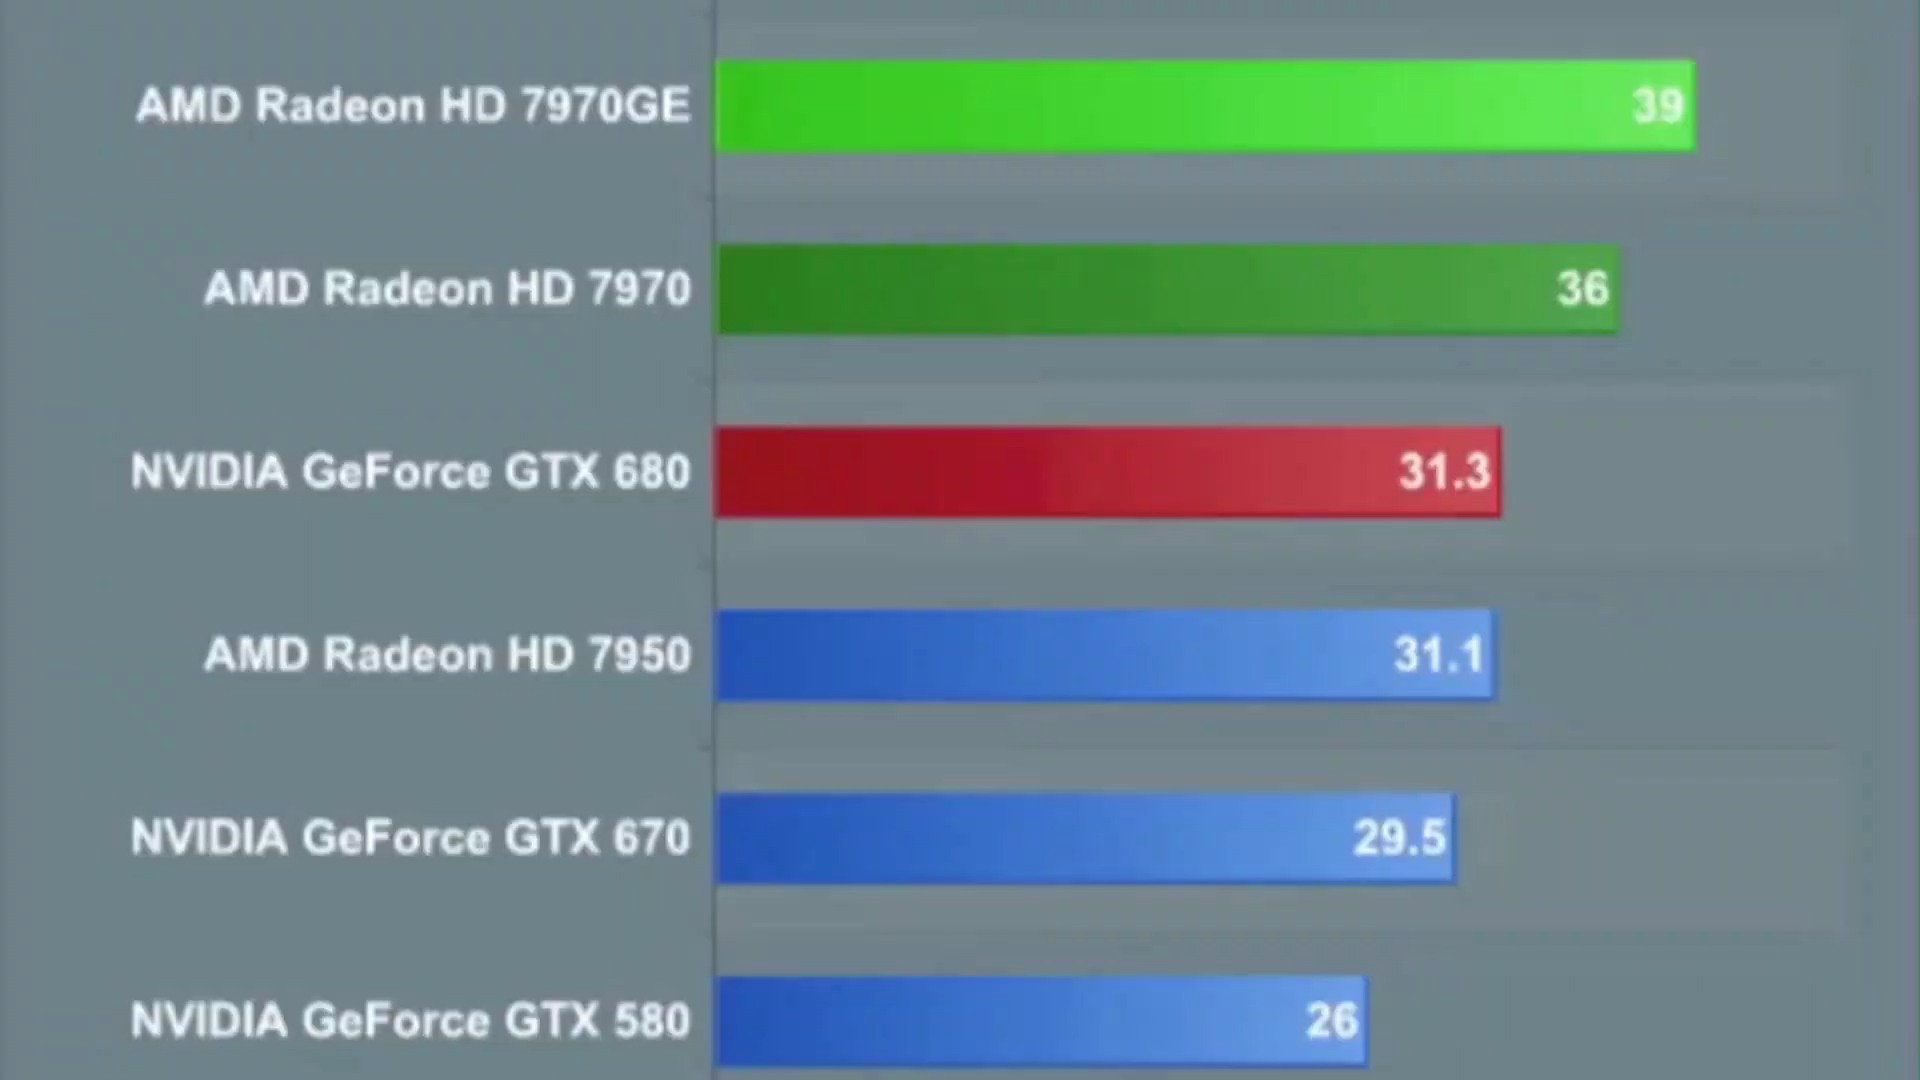 AMD Radeon HD 7970GE 39
AMD Radeon HD 7970 36
NVIDIA GeForce GTX 680 31.3
AMD Radeon HD 7950 31.1
NVIDIA GeForce GTX 670 29.5
NVIDIA GeForce GTX 580 26